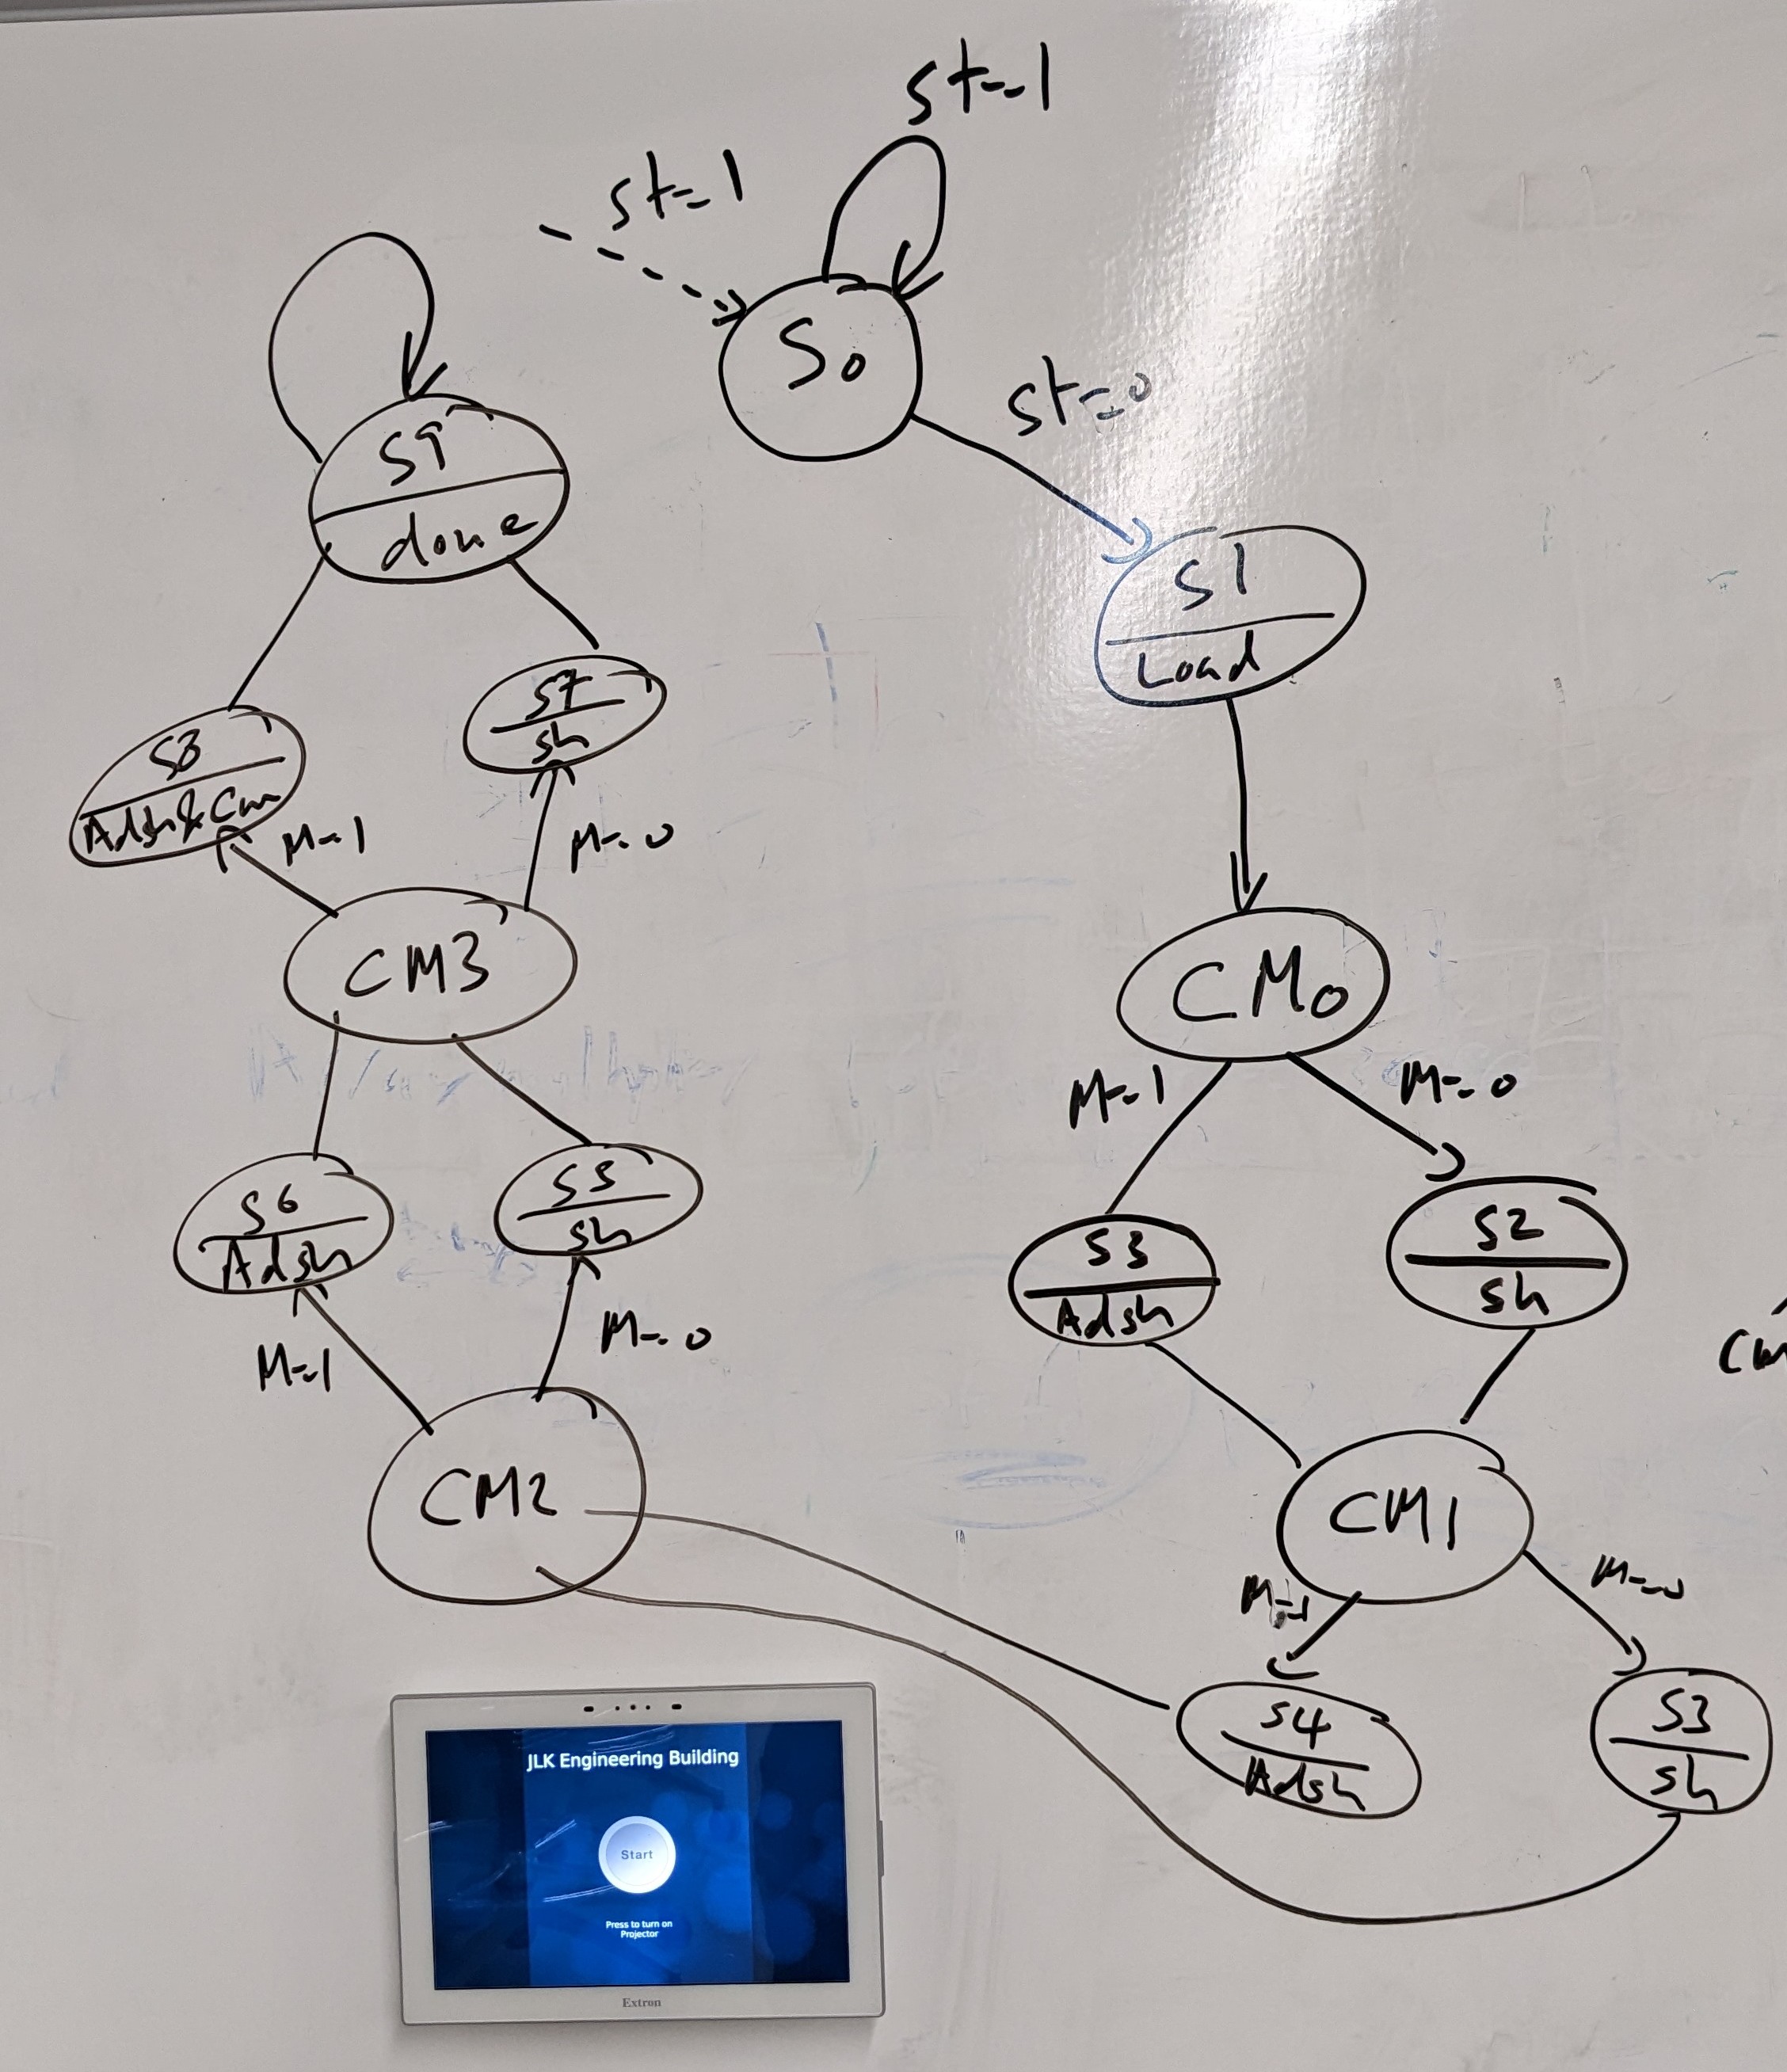 st==1
st=1
S0
st==0
S9
done
S1
Load
S7
sh
S8
Adsh&Cm
M==1
M==0
CM3
CM0
M==1
M==0
S6
Adsh
S5
sh
S3
Adsh
S2
sh
M==1
M==0
CM2
CM1
M==1
M==0
S4
Adsh
S3
sh
JLK Engineering Building
Start
Press to turn on
Projector
Extron